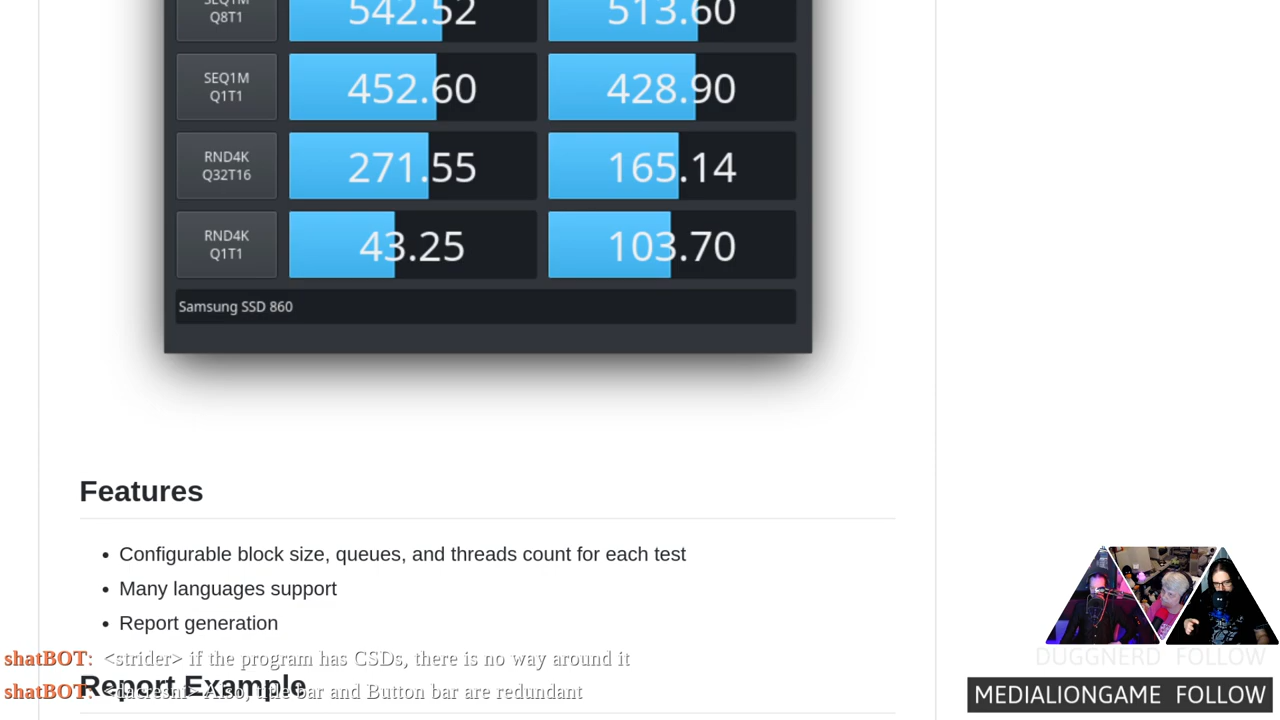 SEQ1M
Q8T1
542.52
513.60
SEQ1M
Q1T1
452.60
428.90
RND4K
Q32T16
271.55
165.14
RND4K
Q1T1
43.25
103.70
Samsung SSD 860
Features
• Configurable block size, queues, and threads count for each test
• Many languages support
• Report generation
shatBOT: <strider> if the program has CSDs, there is no way around it
Report Example
shatBOT: <dacresni> Also, title bar and Button bar are redundant
DUGGNERD FOLLOW
MEDIALIONGAME FOLLOW